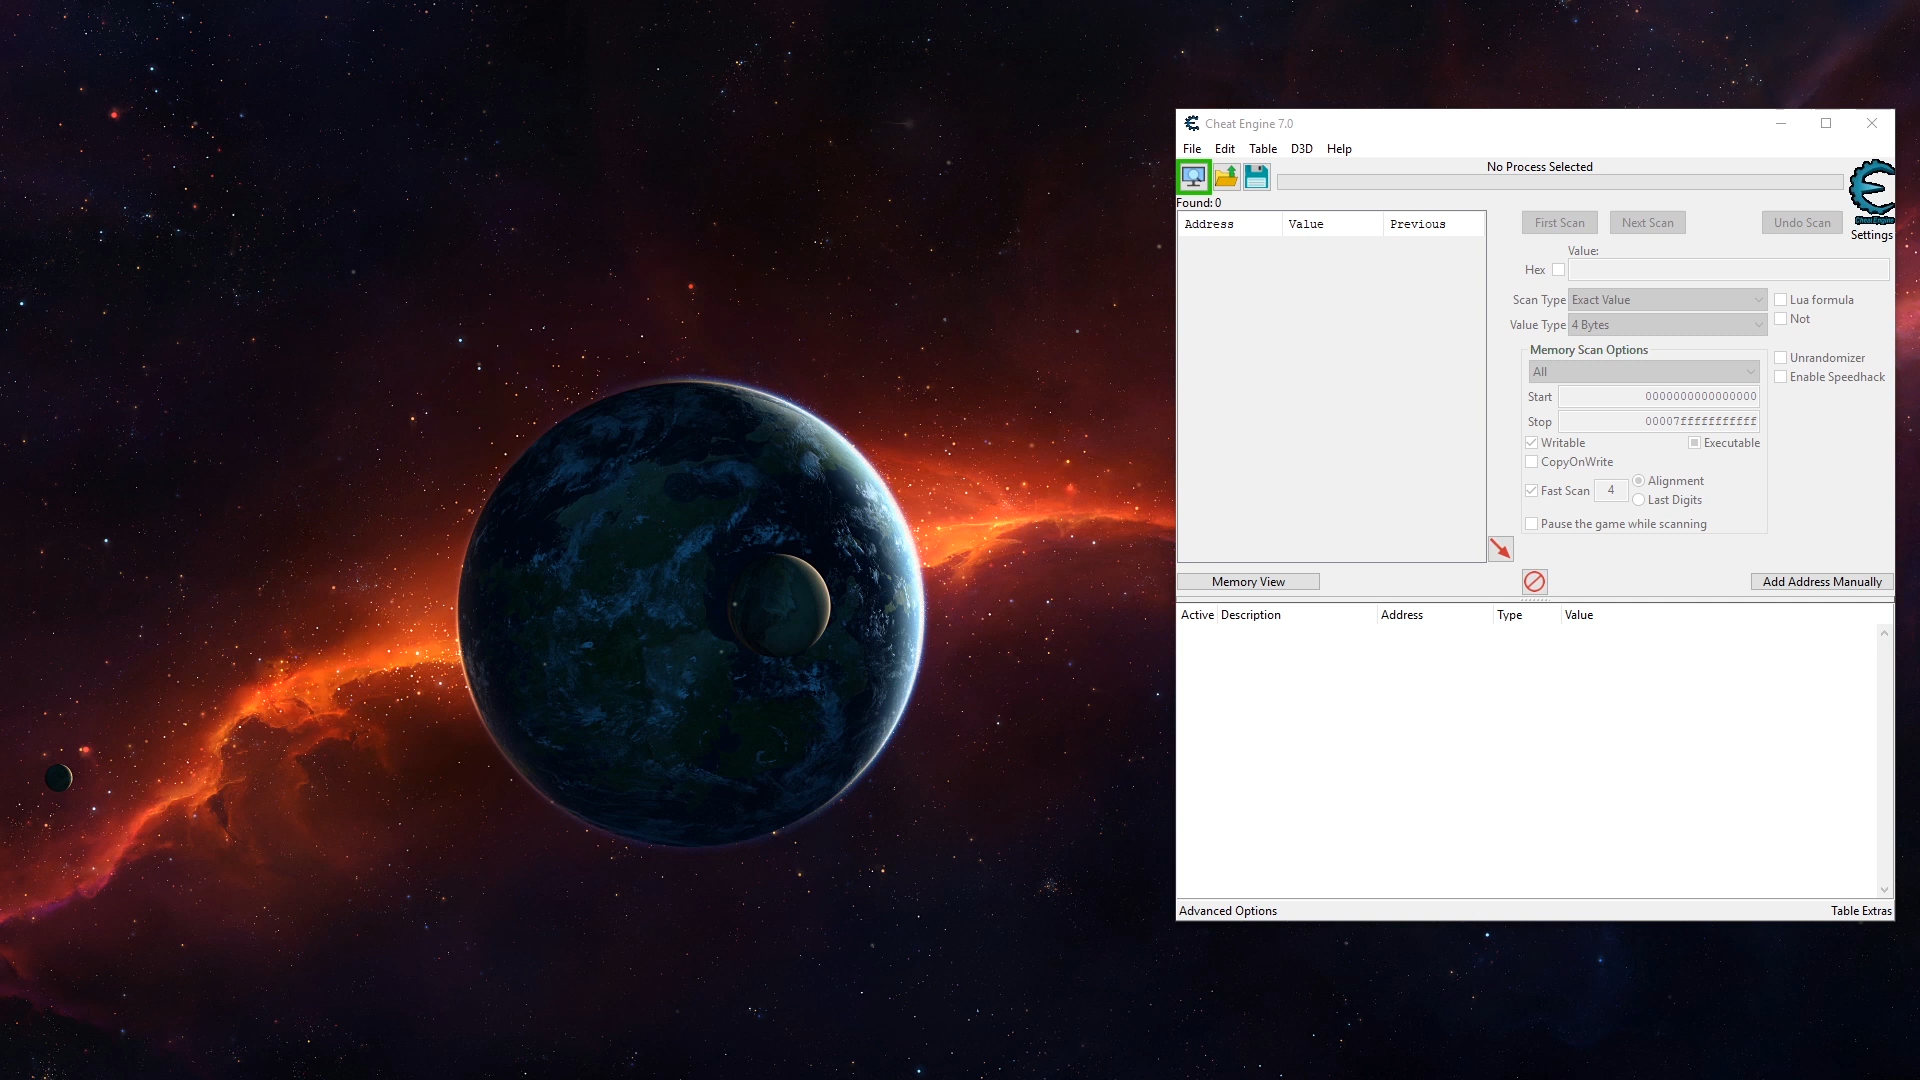 Cheat Engine 7.0
File Edit Table D3D Help
No Process Selected
Found: 0
Address Value Previous
First Scan Next Scan Undo Scan
Cheat Engine
Settings
Value:
Hex
Scan Type Exact Value Lua formula
Value Type 4 Bytes Not
Memory Scan Options
All
Unrandomizer
Enable Speedhack
Start 0000000000000000
Stop 00007fffffffffff
Writable Executable
CopyOnWrite
Fast Scan 4 Alignment
Last Digits
Pause the game while scanning
Memory View Add Address Manually
Active Description Address Type Value
Advanced Options Table Extras